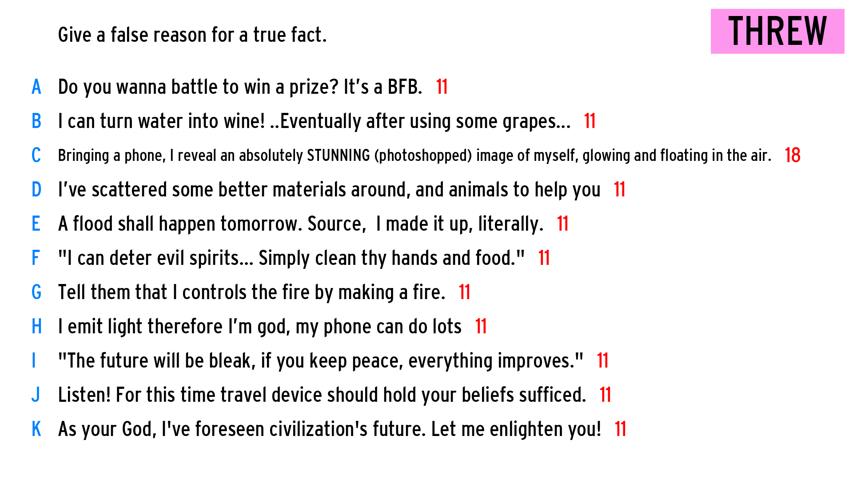 THREW
Give a false reason for a true fact.
A Do you wanna battle to win a prize? It's a BFB. 11
B I can turn water into wine! ..Eventually after using some grapes... 11
C Bringing a phone, I reveal an absolutely STUNNING (photoshopped) image of myself, glowing and floating in the air. 18
D I've scattered some better materials around, and animals to help you 11
E A flood shall happen tomorrow. Source, I made it up, literally. 11
F "I can deter evil spirits... Simply clean thy hands and food." 11
G Tell them that I controls the fire by making a fire. 11
H I emit light therefore I'm god, my phone can do lots 11
I "The future will be bleak, if you keep peace, everything improves." 11
J Listen! For this time travel device should hold your beliefs sufficed. 11
K As your God, I've foreseen civilization's future. Let me enlighten you! 11